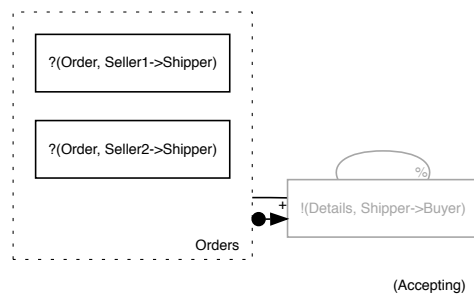 ?(Order, Seller1->Shipper)
?(Order, Seller2->Shipper)
%
+
!(Details, Shipper->Buyer)
Orders
(Accepting)